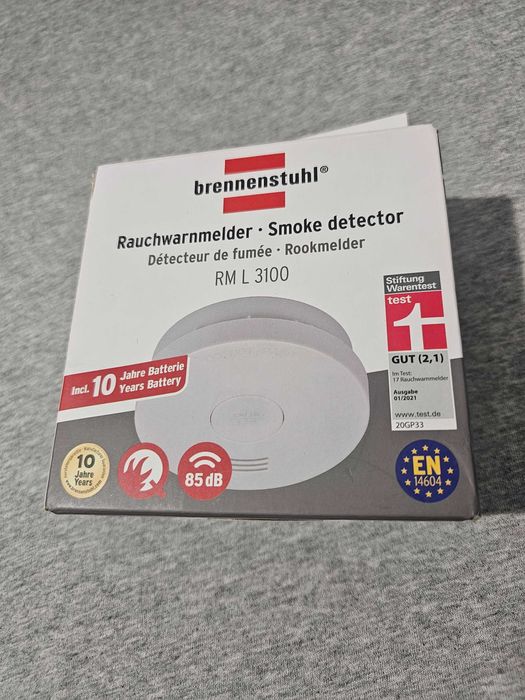 brennenstuhl®
Rauchwarnmelder · Smoke detector
Détecteur de fumée · Rookmelder
RM L 3100
Stiftung
Warentest
test
GUT (2,1)
Im Test:
17 Rauchwarnmelder
Ausgabe
01/2021
www.test.de
20GP33
Incl. 10 Jahre Batterie
Years Battery
10
Jahre
Years
85 dB
EN
14604